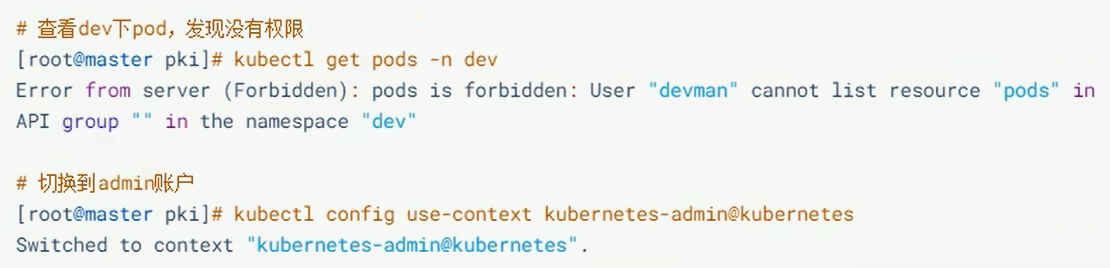 # 查看dev下pod，发现没有权限
[root@master pki]# kubectl get pods -n dev
Error from server (Forbidden): pods is forbidden: User "devman" cannot list resource "pods" in
API group "" in the namespace "dev"
# 切换到admin账户
[root@master pki]# kubectl config use-context kubernetes-admin@kubernetes
Switched to context "kubernetes-admin@kubernetes".